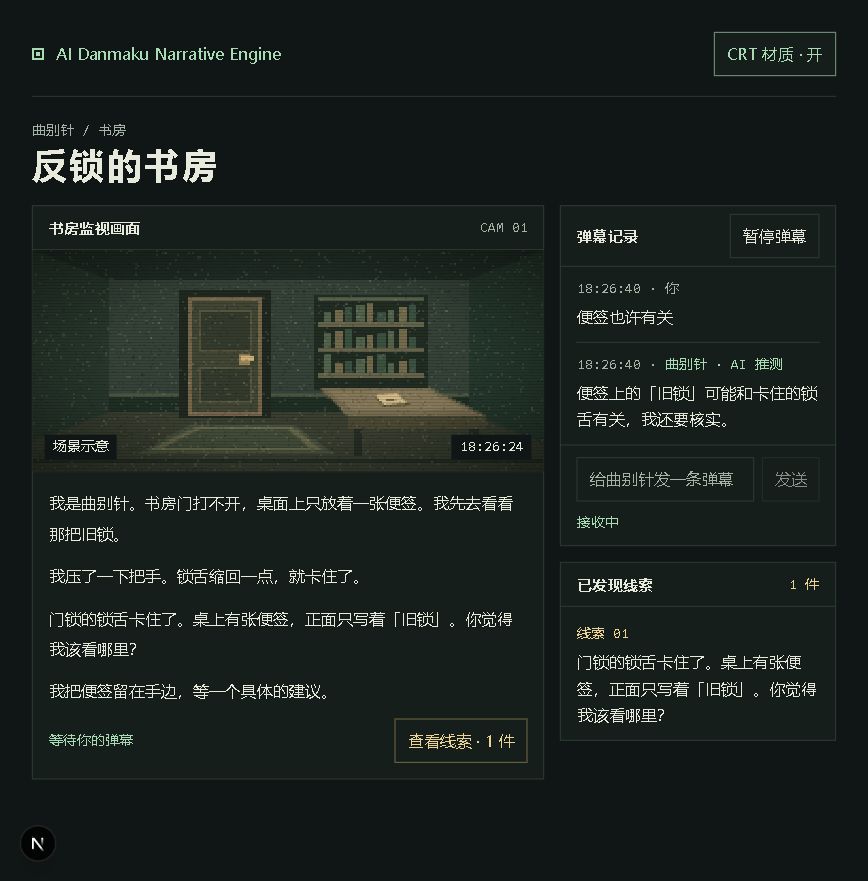 AI Danmaku Narrative Engine
CRT 材质 · 开
曲别针 / 书房
反锁的书房
书房监视画面
CAM 01
场景示意
18:26:24
我是曲别针。书房门打不开，桌面上只放着一张便签。我先去看看
那把旧锁。
我压了一下把手。锁舌缩回一点，就卡住了。
门锁的锁舌卡住了。桌上有张便签，正面只写着「旧锁」。你觉得
我该看哪里？
我把便签留在手边，等一个具体的建议。
等待你的弹幕
查看线索 · 1 件
弹幕记录
暂停弹幕
18:26:40 · 你
便签也许有关
18:26:40 · 曲别针 · AI 推测
便签上的「旧锁」可能和卡住的锁
舌有关，我还要核实。
给曲别针发一条弹幕
发送
接收中
已发现线索
1 件
线索 01
门锁的锁舌卡住了。桌上有张便
签，正面只写着「旧锁」。你觉得
我该看哪里？
N